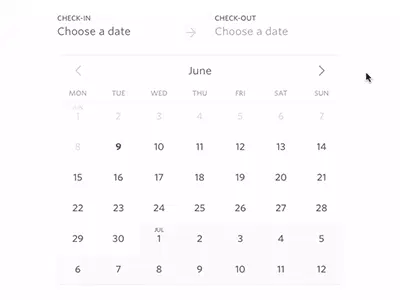 CHECK-IN CHECK-OUT
Choose a date → Choose a date
June
MON TUE WED THU FRI SAT SUN
JUN
1 2 3 4 5 6 7
8 9 10 11 12 13 14
15 16 17 18 19 20 21
22 23 24 25 26 27 28
JUL
29 30 1 2 3 4 5
6 7 8 9 10 11 12